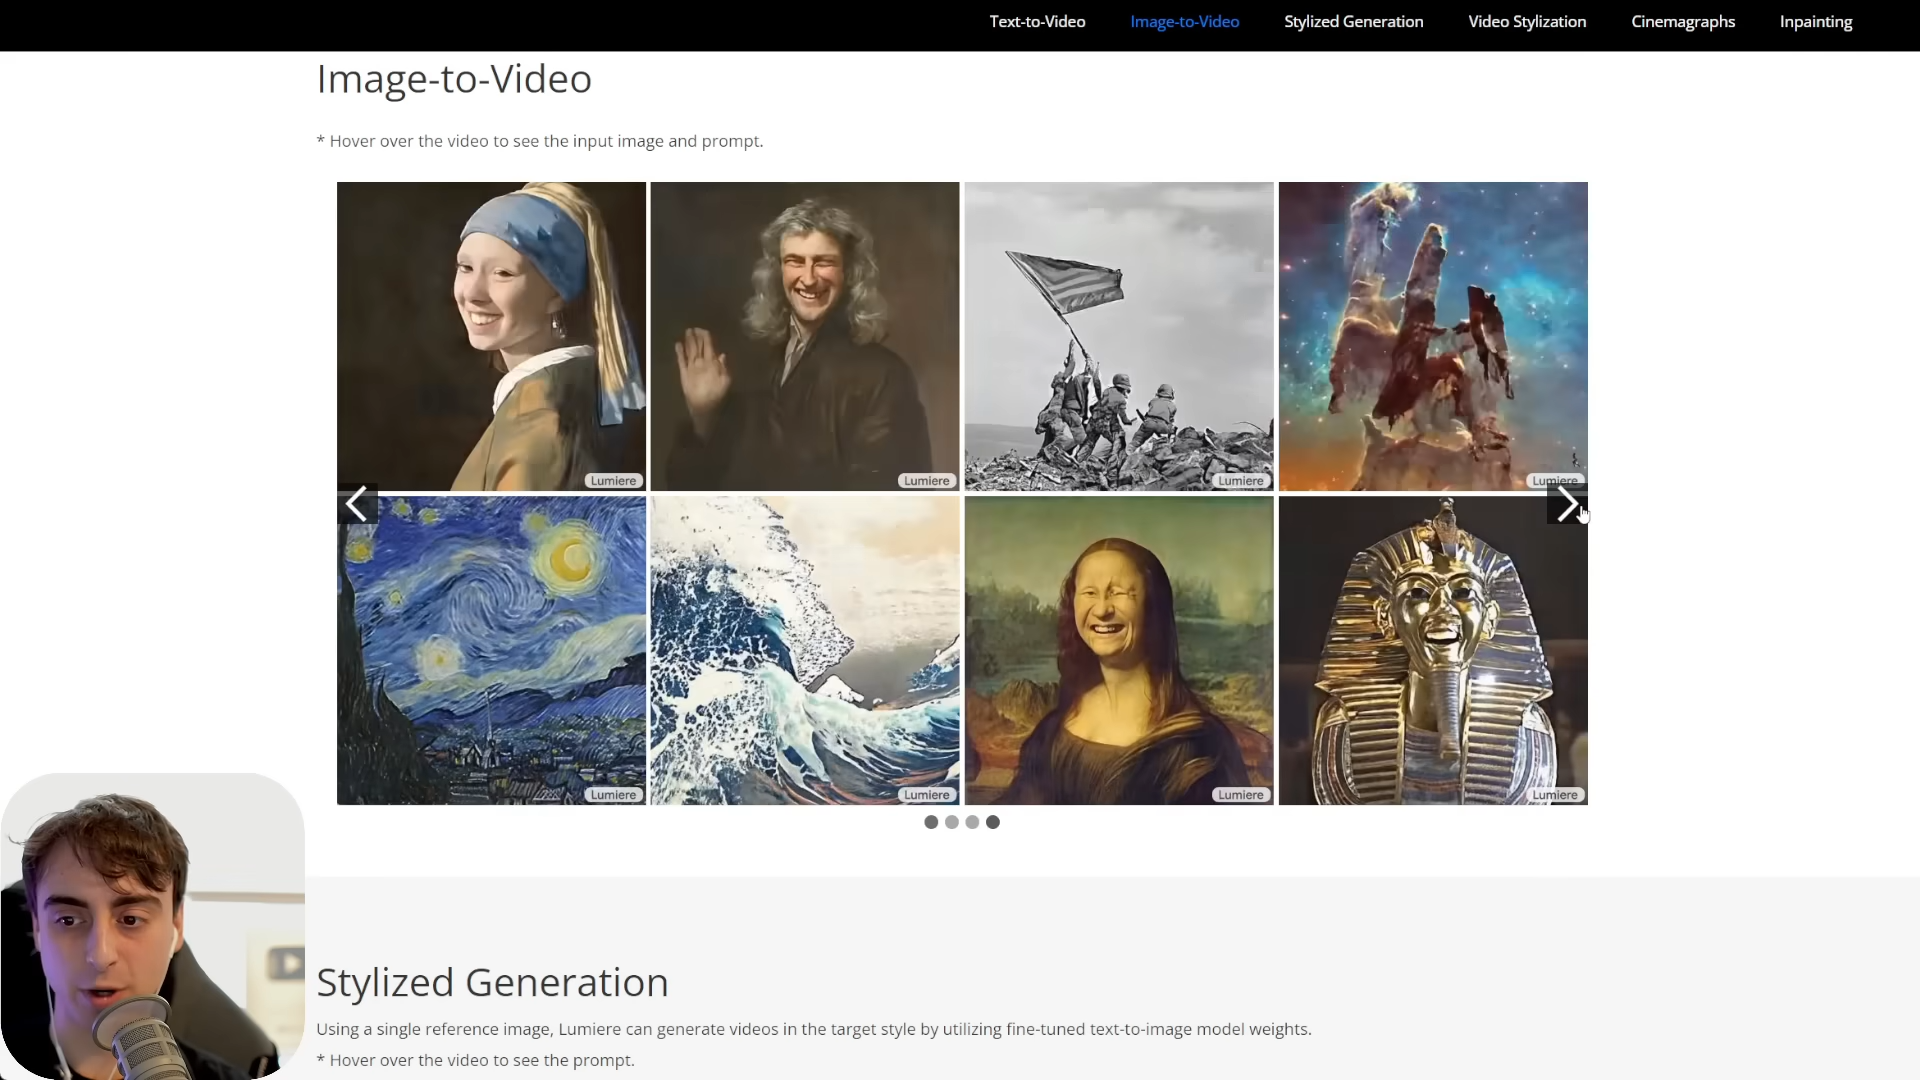 Text-to-Video Image-to-Video Stylized Generation Video Stylization Cinemagraphs Inpainting
Image-to-Video
* Hover over the video to see the input image and prompt.
Lumiere Lumiere Lumiere Lumiere
Lumiere Lumiere Lumiere Lumiere
Stylized Generation
Using a single reference image, Lumiere can generate videos in the target style by utilizing fine-tuned text-to-image model weights.
* Hover over the video to see the prompt.